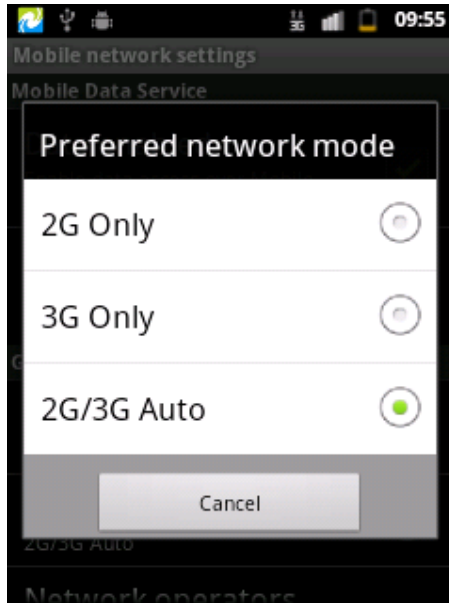 3G
09:55
Mobile network settings
Mobile Data Service
Preferred network mode
2G Only
3G Only
2G/3G Auto
Cancel
2G/3G Auto
Network operators